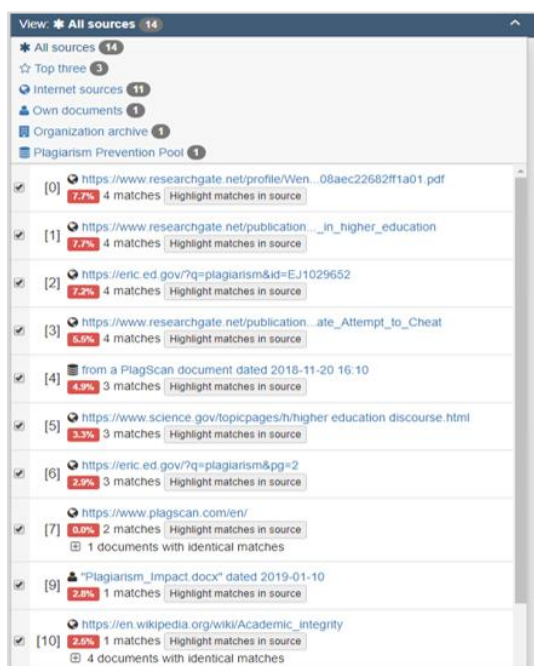 View: All sources 14
All sources 14
Top three 3
Internet sources 11
Own documents 1
Organization archive 1
Plagiarism Prevention Pool 1
[0] https://www.researchgate.net/profile/Wen...08aec22682ff1a01.pdf
7.7% 4 matches Highlight matches in source
[1] https://www.researchgate.net/publication..._in_higher_education
7.7% 4 matches Highlight matches in source
[2] https://eric.ed.gov/?q=plagiarism&id=EJ1029652
7.2% 4 matches Highlight matches in source
[3] https://www.researchgate.net/publication...ate_Attempt_to_Cheat
5.5% 4 matches Highlight matches in source
[4] from a PlagScan document dated 2018-11-20 16:10
4.9% 3 matches Highlight matches in source
[5] https://www.science.gov/topicpages/h/higher education discourse.html
3.3% 3 matches Highlight matches in source
[6] https://eric.ed.gov/?q=plagiarism&pg=2
2.9% 3 matches Highlight matches in source
[7] https://www.plagscan.com/en/
0.0% 2 matches Highlight matches in source
1 documents with identical matches
[9] "Plagiarism_Impact.docx" dated 2019-01-10
2.8% 1 matches Highlight matches in source
[10] https://en.wikipedia.org/wiki/Academic_integrity
2.5% 1 matches Highlight matches in source
4 documents with identical matches